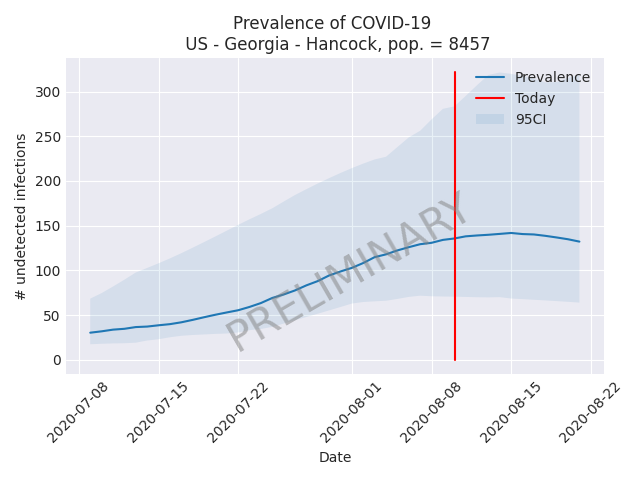 Prevalence of COVID-19
US - Georgia - Hancock, pop. = 8457
# undetected infections
300
250
200
150
100
50
0
Prevalence
Today
95CI
PRELIMINARY
2020-07-08
2020-07-15
2020-07-22
2020-08-01
2020-08-08
2020-08-15
2020-08-22
Date